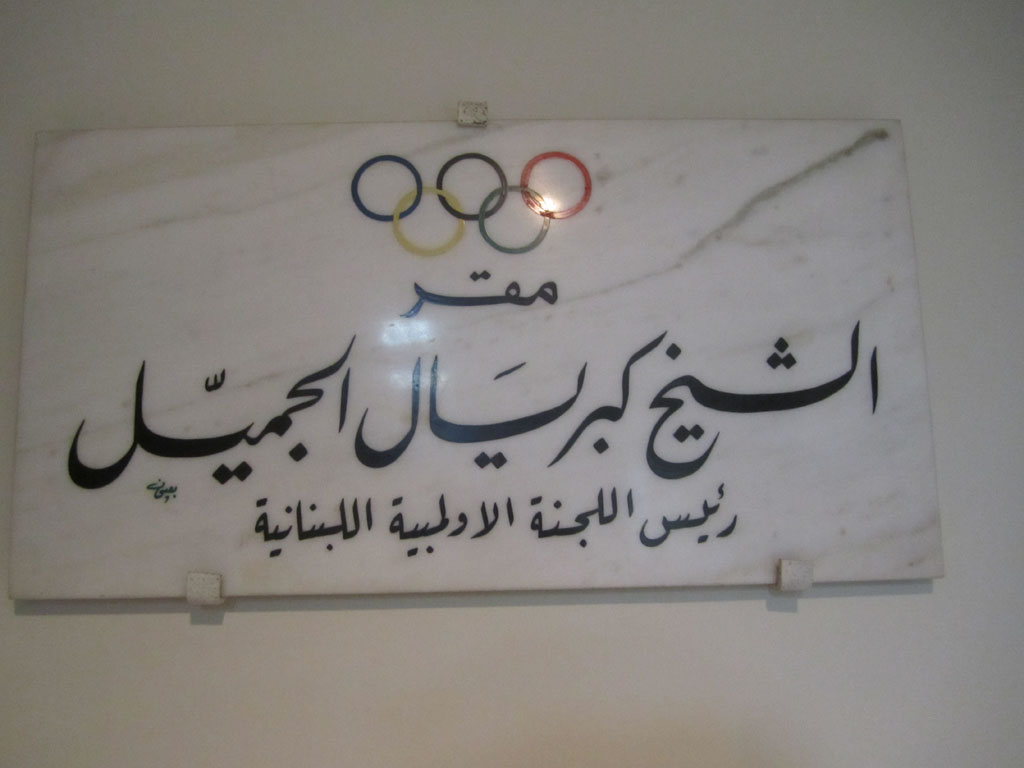 مقر
الشيخ كبريال الجميّل
رئيس اللجنة الاولمبية اللبنانية